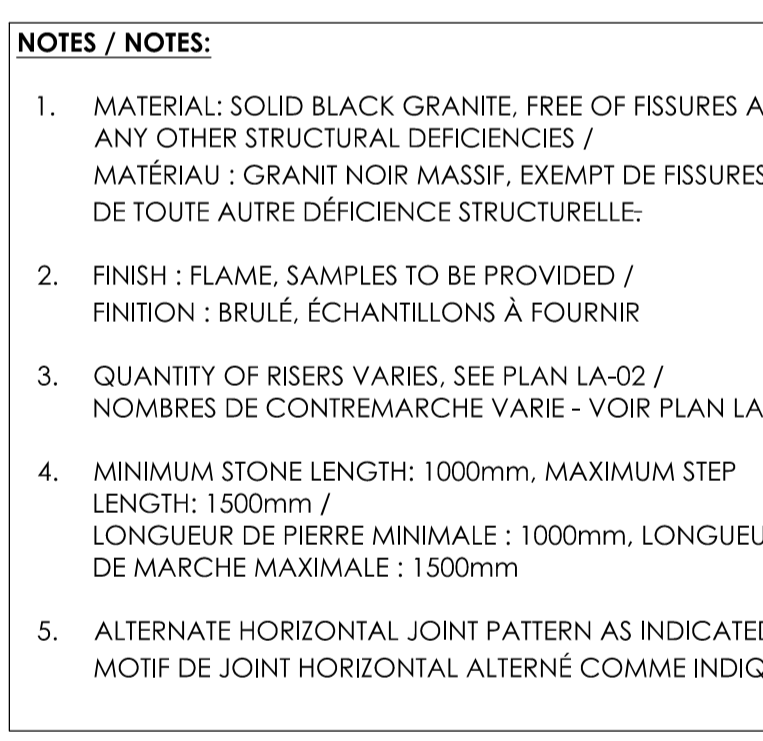 NOTES / NOTES:
1. MATERIAL: SOLID BLACK GRANITE, FREE OF FISSURES
ANY OTHER STRUCTURAL DEFICIENCIES /
MATÉRIAU : GRANIT NOIR MASSIF, EXEMPT DE FISSURES
DE TOUTE AUTRE DÉFICIENCE STRUCTURELLE.
2. FINISH : FLAME, SAMPLES TO BE PROVIDED /
FINITION : BRULÉ, ÉCHANTILLONS À FOURNIR
3. QUANTITY OF RISERS VARIES, SEE PLAN LA-02 /
NOMBRES DE CONTREMARCHE VARIE - VOIR PLAN LA
4. MINIMUM STONE LENGTH: 1000mm, MAXIMUM STEP
LENGTH: 1500mm /
LONGUEUR DE PIERRE MINIMALE : 1000mm, LONGUEU
DE MARCHE MAXIMALE : 1500mm
5. ALTERNATE HORIZONTAL JOINT PATTERN AS INDICATED
MOTIF DE JOINT HORIZONTAL ALTERNÉ COMME INDIQ